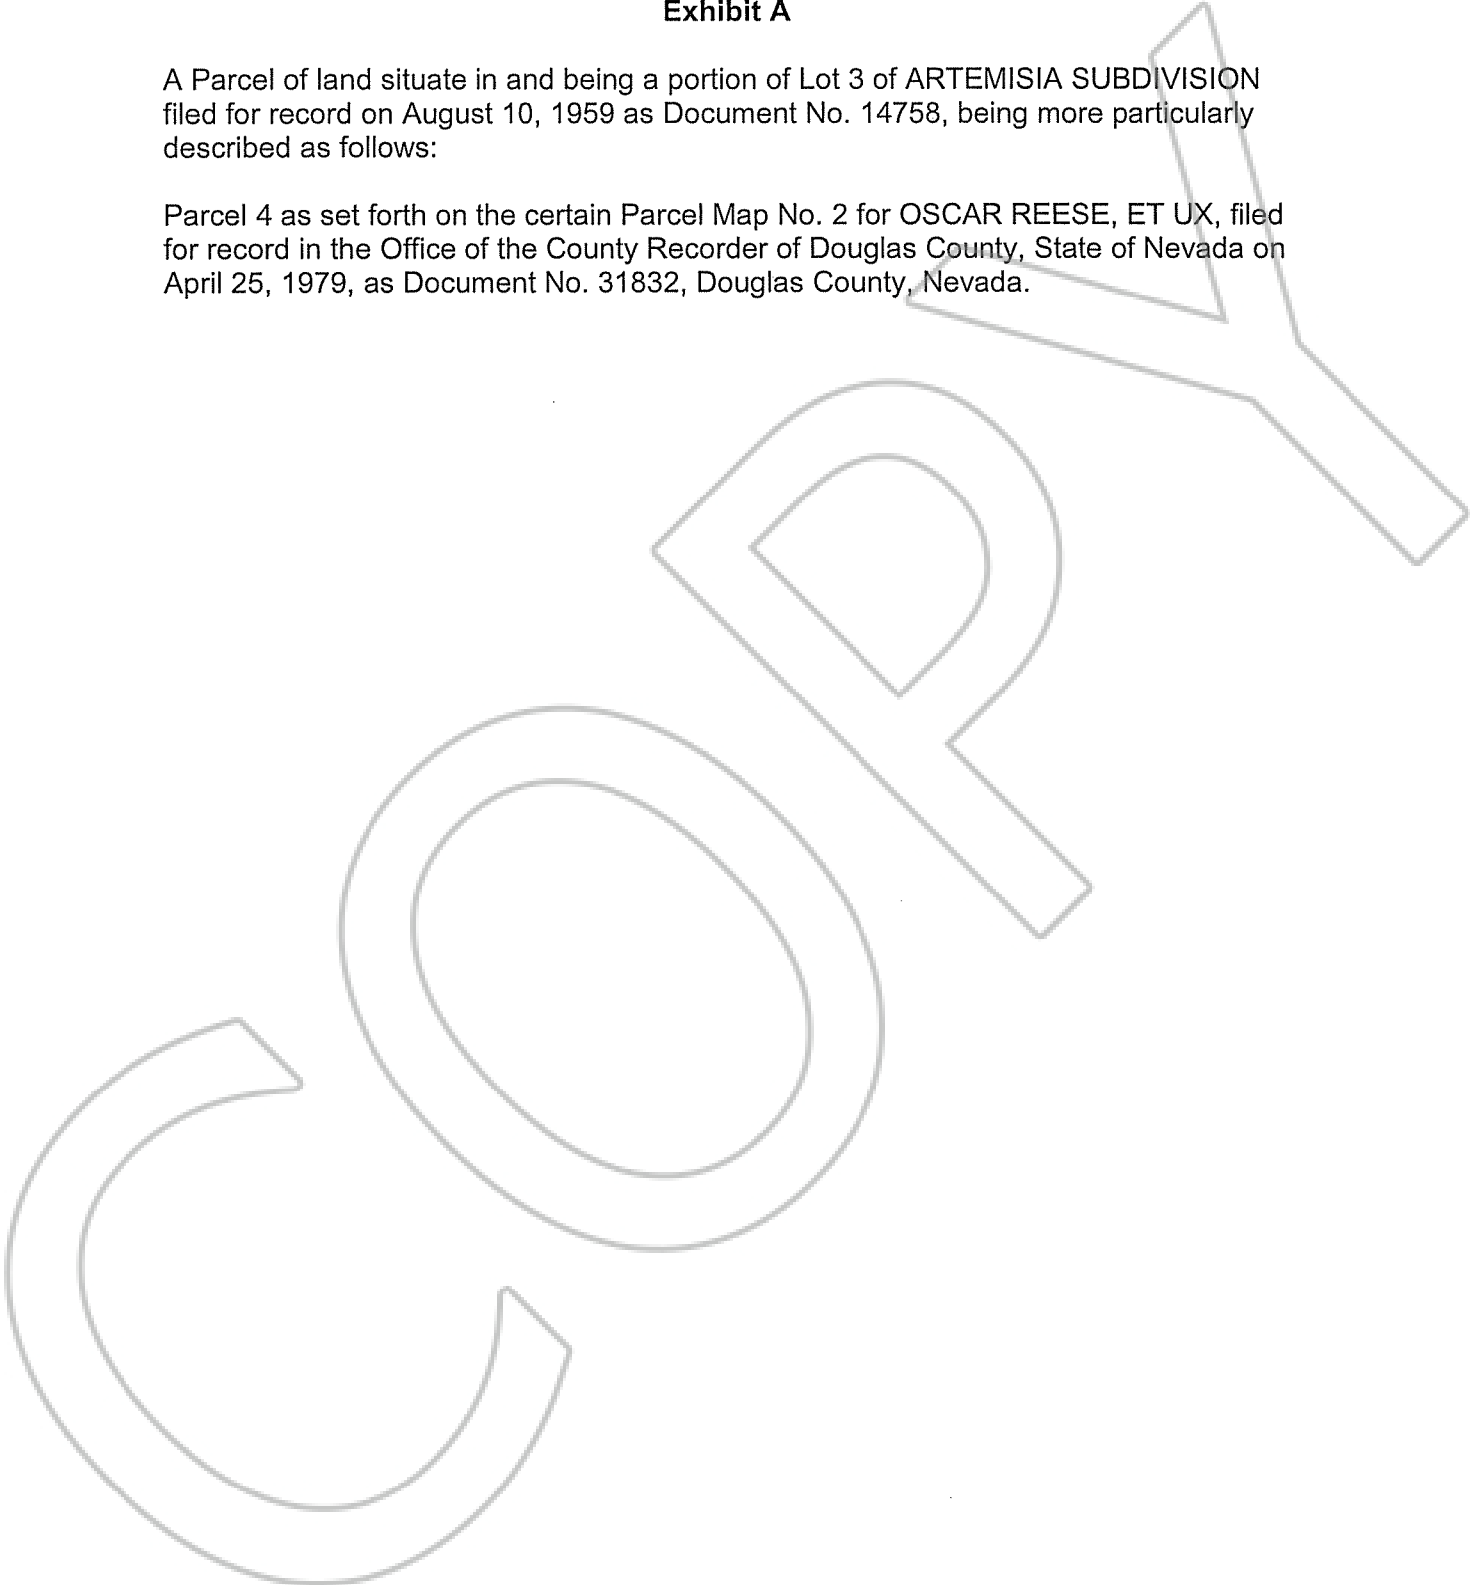 Exhibit A
A Parcel of land situate in and being a portion of Lot 3 of ARTEMISIA SUBDIVISION
filed for record on August 10, 1959 as Document No. 14758, being more particularly
described as follows:
Parcel 4 as set forth on the certain Parcel Map No. 2 for OSCAR REESE, ET UX, filed
for record in the Office of the County Recorder of Douglas County, State of Nevada on
April 25, 1979, as Document No. 31832, Douglas County, Nevada.
COPY